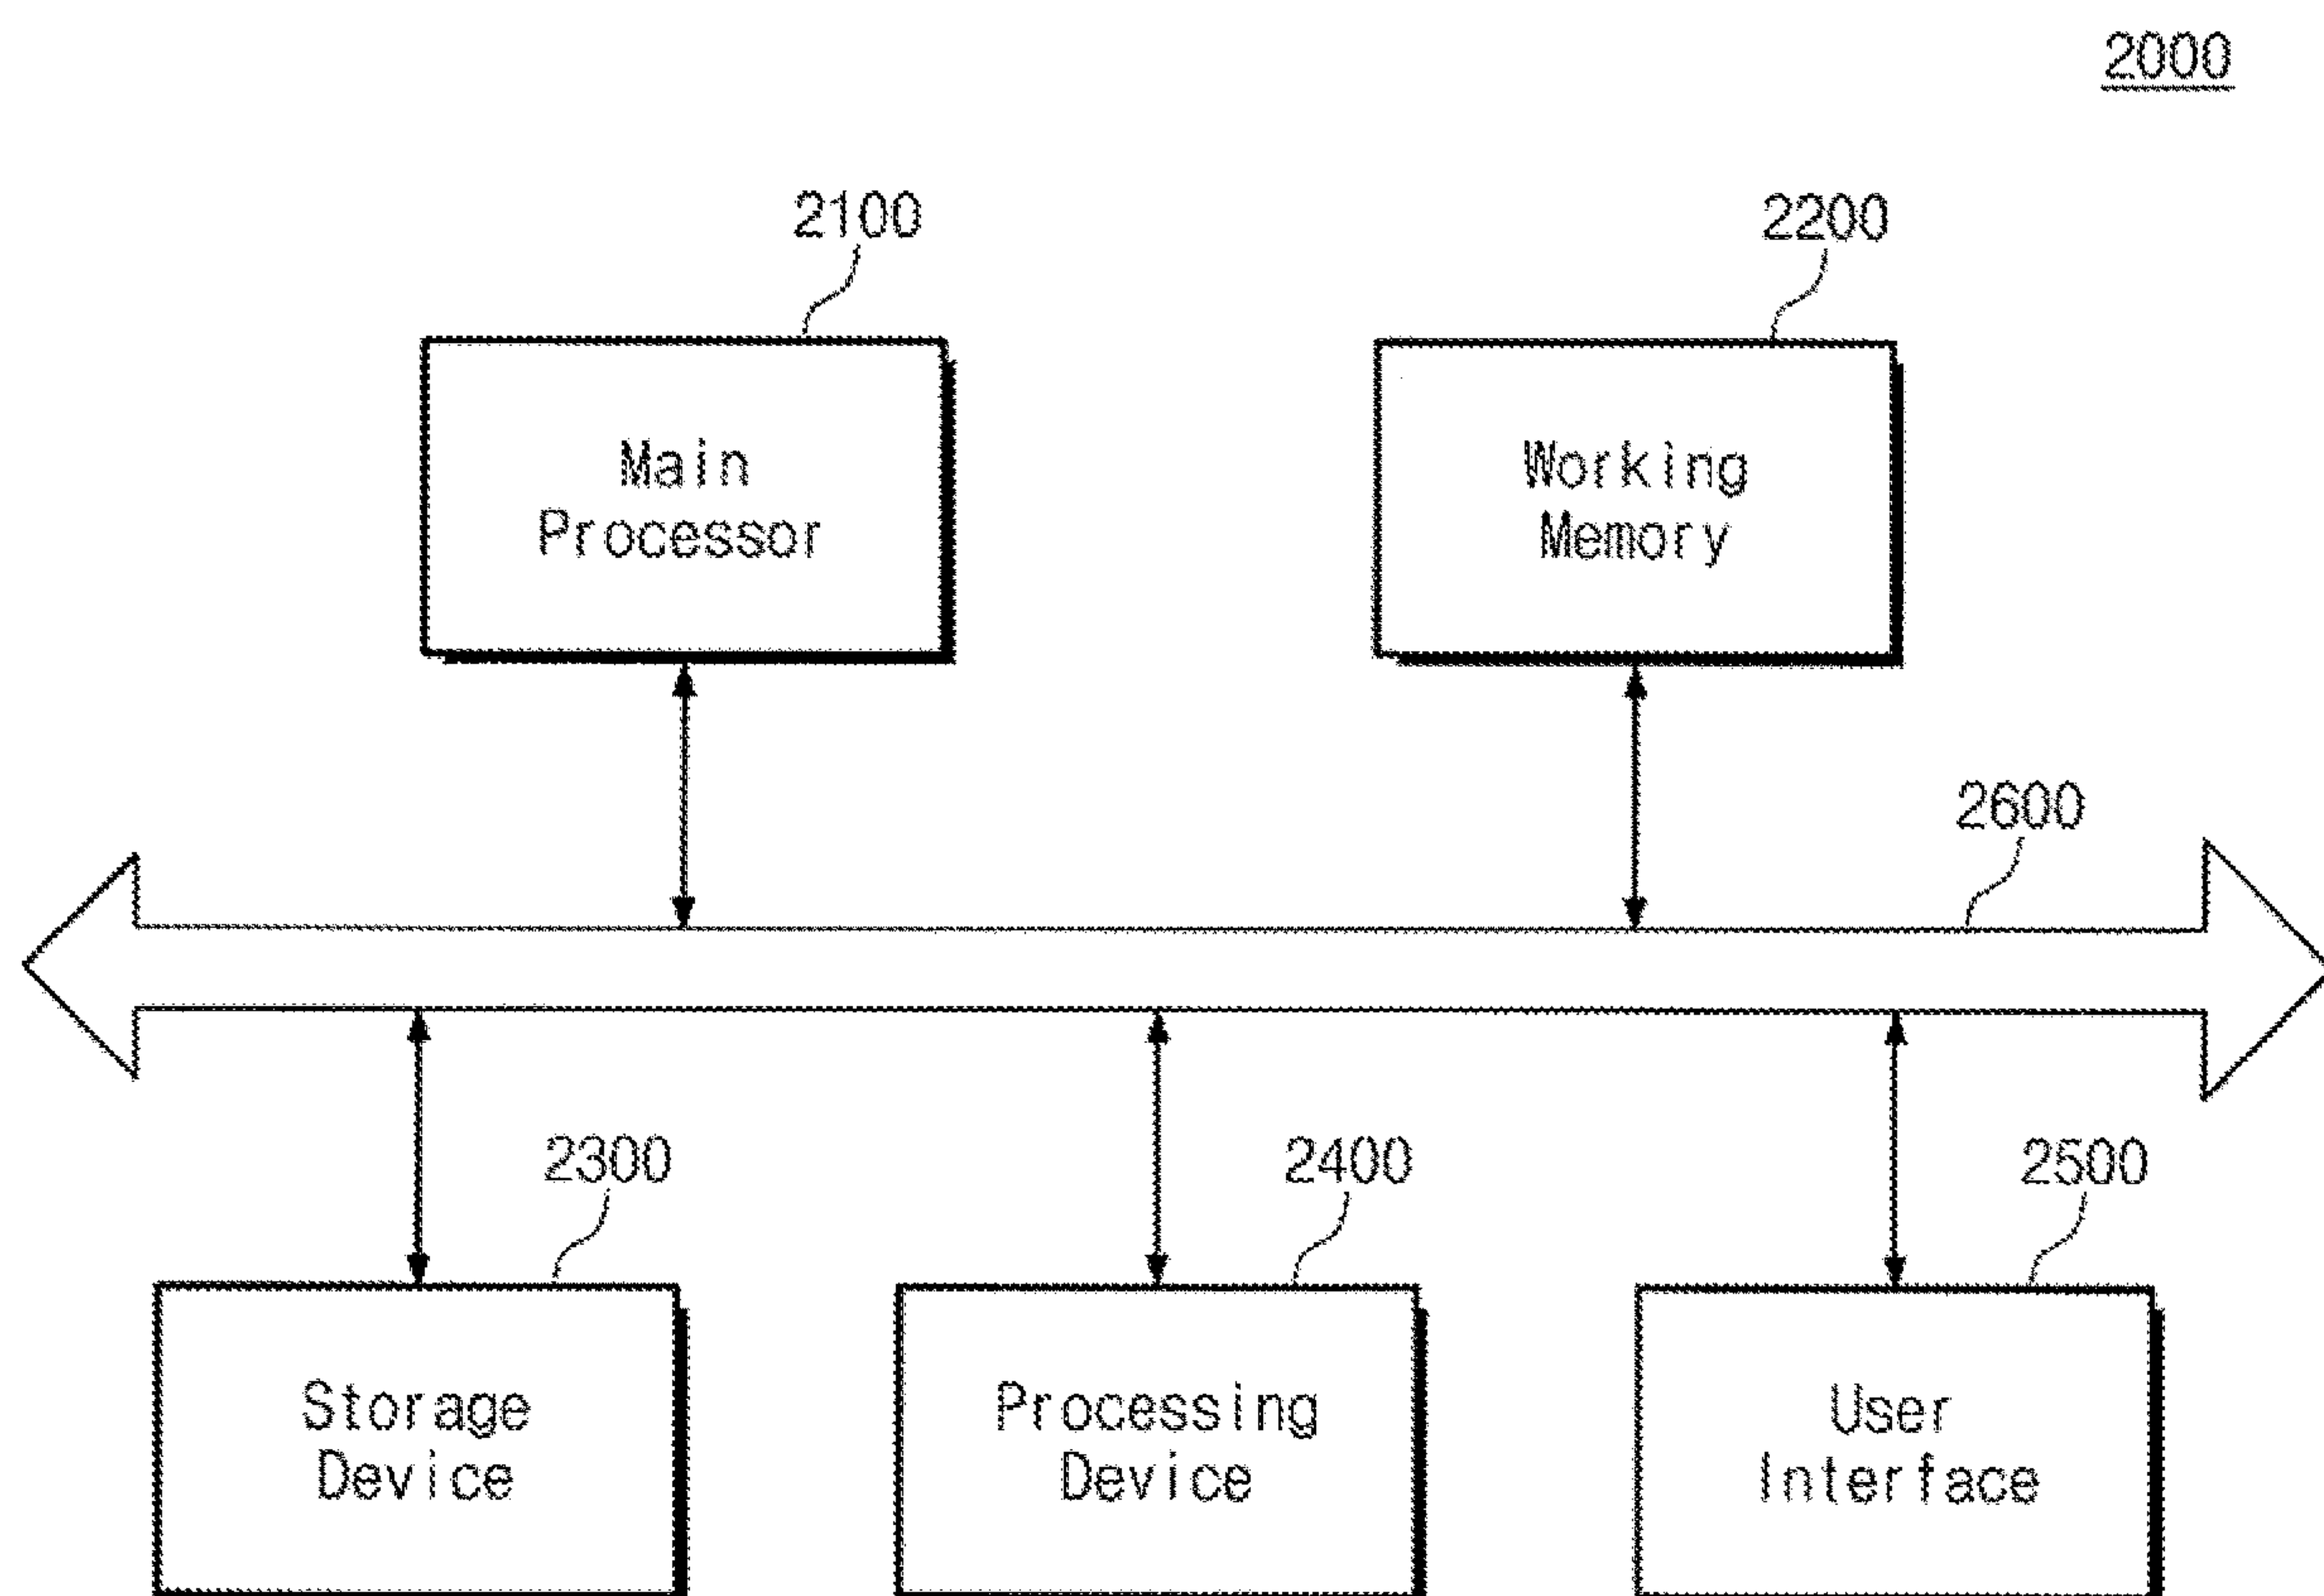 2000
2100
2200
Main
Processor
Working
Memory
2600
2300
2400
2500
Storage
Device
Processing
Device
User
Interface